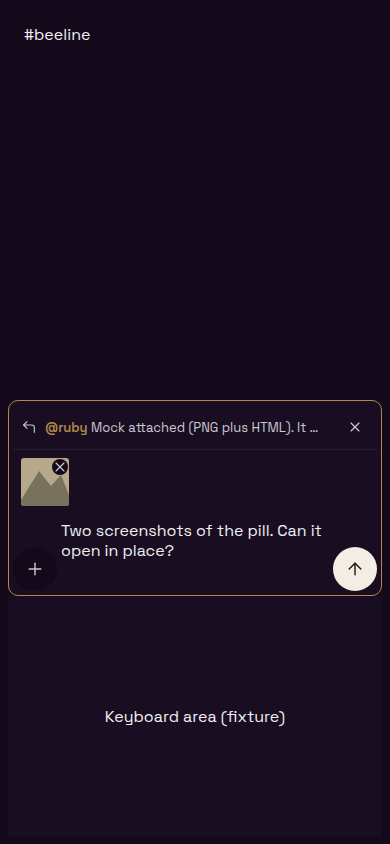 #beeline
@ruby Mock attached (PNG plus HTML). It ...
Two screenshots of the pill. Can it
open in place?
Keyboard area (fixture)